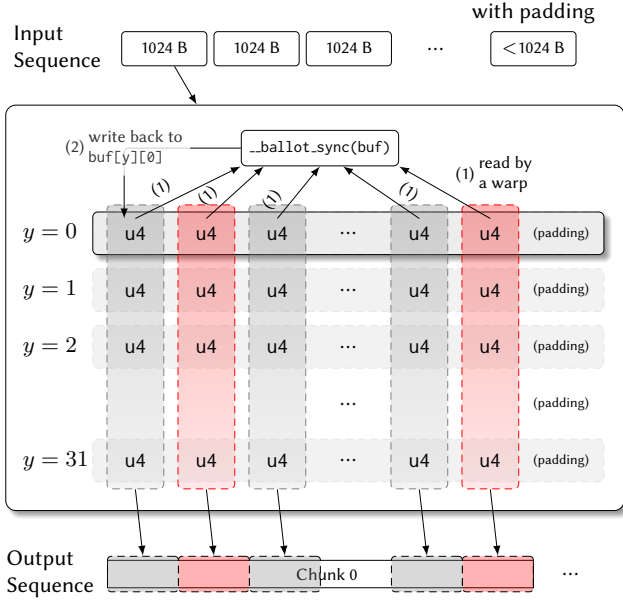 with padding
Input Sequence
1024 B 1024 B 1024 B ··· <1024 B
(2) write back to buf[y][0]
__ballot_sync(buf)
(1) read by a warp
(1) (1) (1) (1)
y = 0 u4 u4 u4 ··· u4 u4 (padding)
y = 1 u4 u4 u4 ··· u4 u4 (padding)
y = 2 u4 u4 u4 ··· u4 u4 (padding)
··· (padding)
y = 31 u4 u4 u4 ··· u4 u4 (padding)
Output Sequence
Chunk 0 ···